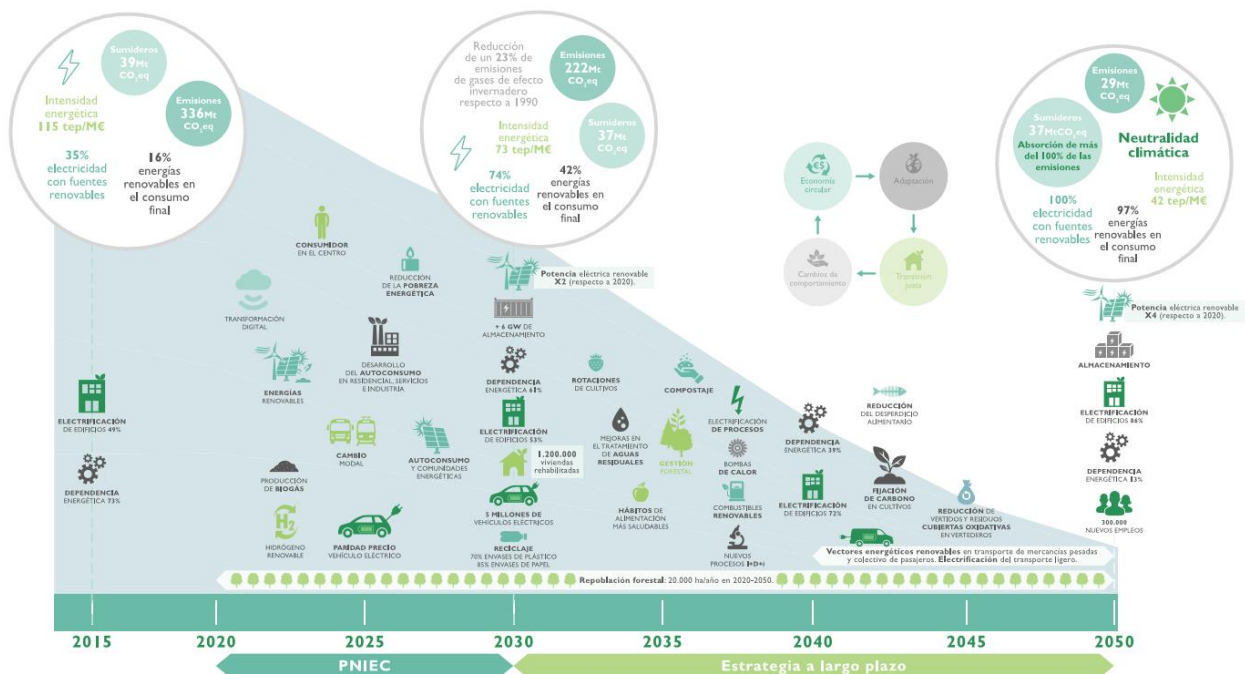 Sumideros
39Mt
CO₂eq
Intensidad
energética
115 tep/M€
Emisiones
336Mt
CO₂eq
35%
electricidad
con fuentes
renovables
16%
energías
renovables en
el consumo
final
Reducción
de un 23% de
emisiones
de gases de efecto
invernadero
respecto a 1990
Emisiones
222Mt
CO₂eq
Intensidad
energética
73 tep/M€
Sumideros
37Mt
CO₂eq
74%
electricidad
con fuentes
renovables
42%
energías
renovables en
el consumo
final
Emisiones
29Mt
CO₂eq
Sumideros
37MtCO₂eq
Absorción de más
del 100% de las
emisiones
Neutralidad
climática
Intensidad
energética
42 tep/M€
100%
electricidad
con fuentes
renovables
97%
energías
renovables en
el consumo
final
€$
Economía
circular
Adaptación
Cambios de
comportamiento
Transición
justa
CONSUMIDOR
EN EL CENTRO
REDUCCIÓN
DE LA POBREZA
ENERGÉTICA
Potencia eléctrica renovable
X2 (respecto a 2020).
Potencia eléctrica renovable
X4 (respecto a 2020).
TRANSFORMACIÓN
DIGITAL
+ 6 GW DE
ALMACENAMIENTO
ALMACENAMIENTO
DESARROLLO
DEL AUTOCONSUMO
EN RESIDENCIAL, SERVICIOS
E INDUSTRIA
ENERGÍAS
RENOVABLES
DEPENDENCIA
ENERGÉTICA 61%
ROTACIONES
DE CULTIVOS
COMPOSTAJE
REDUCCIÓN
DEL DESPERDICIO
ALIMENTARIO
ELECTRIFICACIÓN
DE EDIFICIOS 49%
ELECTRIFICACIÓN
DE EDIFICIOS 53%
ELECTRIFICACIÓN
DE PROCESOS
ELECTRIFICACIÓN
DE EDIFICIOS 86%
CAMBIO
MODAL
AUTOCONSUMO
Y COMUNIDADES
ENERGÉTICAS
1.200.000
viviendas
rehabilitadas
MEJORAS EN
EL TRATAMIENTO
DE AGUAS
RESIDUALES
GESTIÓN
FORESTAL
BOMBAS
DE CALOR
DEPENDENCIA
ENERGÉTICA 39%
DEPENDENCIA
ENERGÉTICA 73%
PRODUCCIÓN
DE BIOGÁS
DEPENDENCIA
ENERGÉTICA 13%
5 MILLONES DE
VEHÍCULOS ELÉCTRICOS
HÁBITOS DE
ALIMENTACIÓN
MÁS SALUDABLES
COMBUSTIBLES
RENOVABLES
ELECTRIFICACIÓN
DE EDIFICIOS 72%
FIJACIÓN
DE CARBONO
EN CULTIVOS
REDUCCIÓN DE
VERTIDOS Y RESIDUOS
CUBIERTAS OXIDATIVAS
EN VERTEDEROS
300.000
NUEVOS EMPLEOS
H2
HIDRÓGENO
RENOVABLE
PARIDAD PRECIO
VEHÍCULO ELÉCTRICO
RECICLAJE
70% ENVASES DE PLÁSTICO
85% ENVASES DE PAPEL
NUEVOS
PROCESOS I+D+i
Vectores energéticos renovables en transporte de mercancías pesadas
y colectivo de pasajeros. Electrificación del transporte ligero.
Repoblación forestal: 20.000 ha/año en 2020-2050.
2015 2020 2025 2030 2035 2040 2045 2050
PNIEC Estrategia a largo plazo